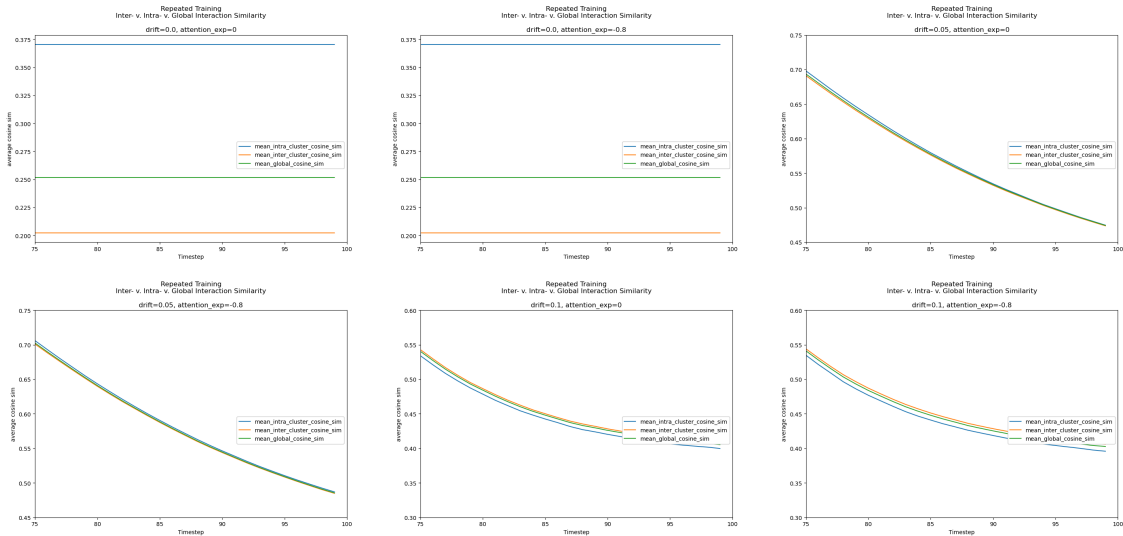 Repeated Training
Inter- v. Intra- v. Global Interaction Similarity
drift=0.0, attention_exp=0
0.375
0.350
0.325
0.300
0.275
0.250
0.225
0.200
average cosine sim
mean_intra_cluster_cosine_sim
mean_inter_cluster_cosine_sim
mean_global_cosine_sim
75 80 85 90 95 100
Timestep
Repeated Training
Inter- v. Intra- v. Global Interaction Similarity
drift=0.0, attention_exp=-0.8
0.375
0.350
0.325
0.300
0.275
0.250
0.225
0.200
average cosine sim
mean_intra_cluster_cosine_sim
mean_inter_cluster_cosine_sim
mean_global_cosine_sim
75 80 85 90 95 100
Timestep
Repeated Training
Inter- v. Intra- v. Global Interaction Similarity
drift=0.05, attention_exp=0
0.75
0.70
0.65
0.60
0.55
0.50
0.45
average cosine sim
mean_intra_cluster_cosine_sim
mean_inter_cluster_cosine_sim
mean_global_cosine_sim
75 80 85 90 95 100
Timestep
Repeated Training
Inter- v. Intra- v. Global Interaction Similarity
drift=0.05, attention_exp=-0.8
0.75
0.70
0.65
0.60
0.55
0.50
0.45
average cosine sim
mean_intra_cluster_cosine_sim
mean_inter_cluster_cosine_sim
mean_global_cosine_sim
75 80 85 90 95 100
Timestep
Repeated Training
Inter- v. Intra- v. Global Interaction Similarity
drift=0.1, attention_exp=0
0.60
0.55
0.50
0.45
0.40
0.35
0.30
average cosine sim
mean_intra_cluster_cosine_sim
mean_inter_cluster_cosine_sim
mean_global_cosine_sim
75 80 85 90 95 100
Timestep
Repeated Training
Inter- v. Intra- v. Global Interaction Similarity
drift=0.1, attention_exp=-0.8
0.60
0.55
0.50
0.45
0.40
0.35
0.30
average cosine sim
mean_intra_cluster_cosine_sim
mean_inter_cluster_cosine_sim
mean_global_cosine_sim
75 80 85 90 95 100
Timestep